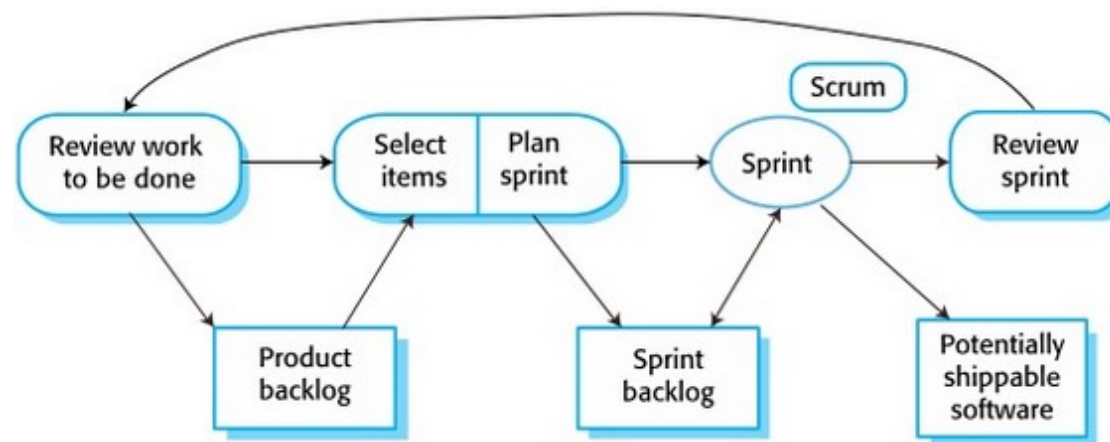 Scrum
Review work
to be done
Select
items
Plan
sprint
Sprint
Review
sprint
Product
backlog
Sprint
backlog
Potentially
shippable
software